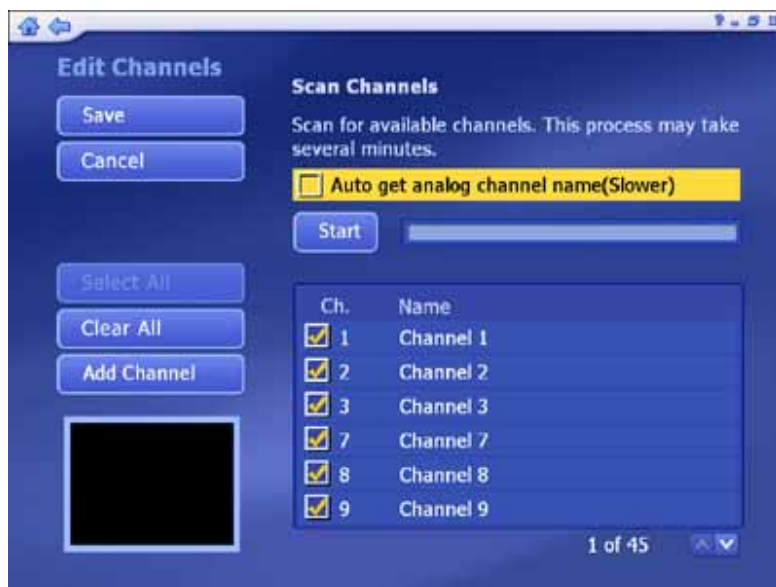 Edit Channels
Save
Cancel
Select All
Clear All
Add Channel
Scan Channels
Scan for available channels. This process may take
several minutes.
Auto get analog channel name(Slower)
Start
Ch. Name
1 Channel 1
2 Channel 2
3 Channel 3
7 Channel 7
8 Channel 8
9 Channel 9
1 of 45